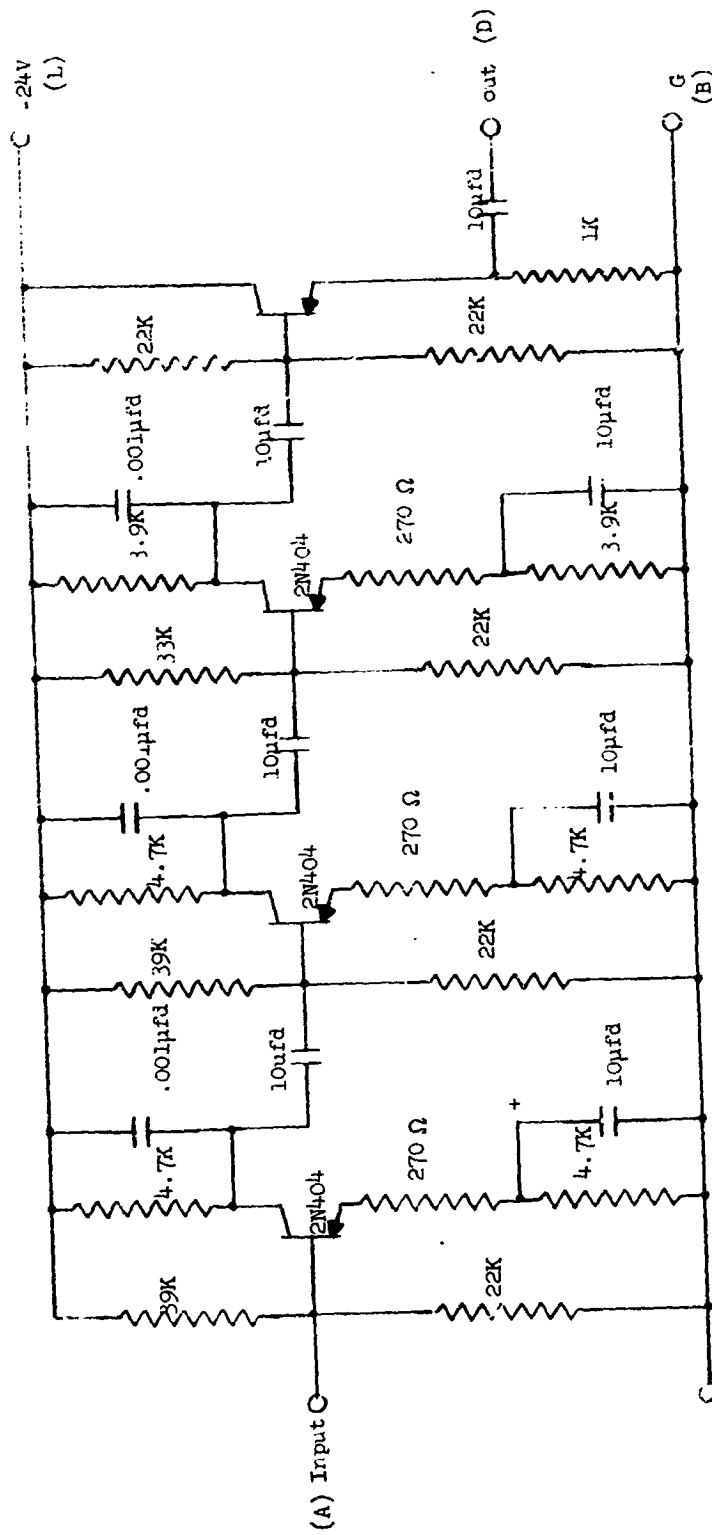 -24V
(L)
39K
4.7K
.001µfd
39K
4.7K
.001µfd
33K
3.9K
.001µfd
22K
(A) Input
2N404
10ufd
2N404
10µfd
2N404
10µfd
10µfd
out (D)
22K
270 Ω
4.7K
+
10µfd
22K
270 Ω
4.7K
10µfd
22K
270 Ω
3.9K
10µfd
22K
1K
G
(B)